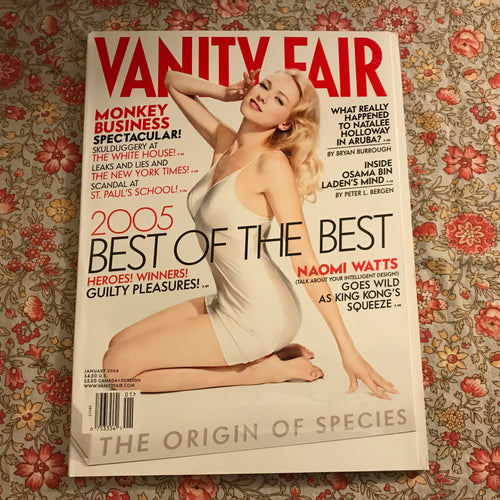 VANITY FAIR
MONKEY
BUSINESS
SPECTACULAR!
SKULDUGGERY AT
THE WHITE HOUSE!
LEAKS AND LIES AND
THE NEW YORK TIMES!
SCANDAL AT
ST. PAUL'S SCHOOL!
WHAT REALLY
HAPPENED
TO NATALEE
HOLLOWAY
IN ARUBA?
BY BRYAN BURROUGH
INSIDE
OSAMA BIN
LADEN'S MIND
BY PETER L. BERGEN
2005
BEST OF THE BEST
HEROES! WINNERS!
GUILTY PLEASURES!
NAOMI WATTS
(TALK ABOUT YOUR INTELLIGENT DESIGN!)
GOES WILD
AS KING KONG'S
SQUEEZE
JANUARY 2006
$4.50 U.S.
$5.50 CANADA • FOREIGN
WWW.VANITYFAIR.COM
01>
THE ORIGIN OF SPECIES